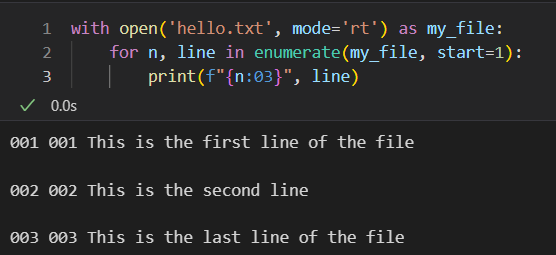 1 with open('hello.txt', mode='rt') as my_file:
2     for n, line in enumerate(my_file, start=1):
3         print(f"{n:03}", line)
✓ 0.0s
001 001 This is the first line of the file
002 002 This is the second line
003 003 This is the last line of the file